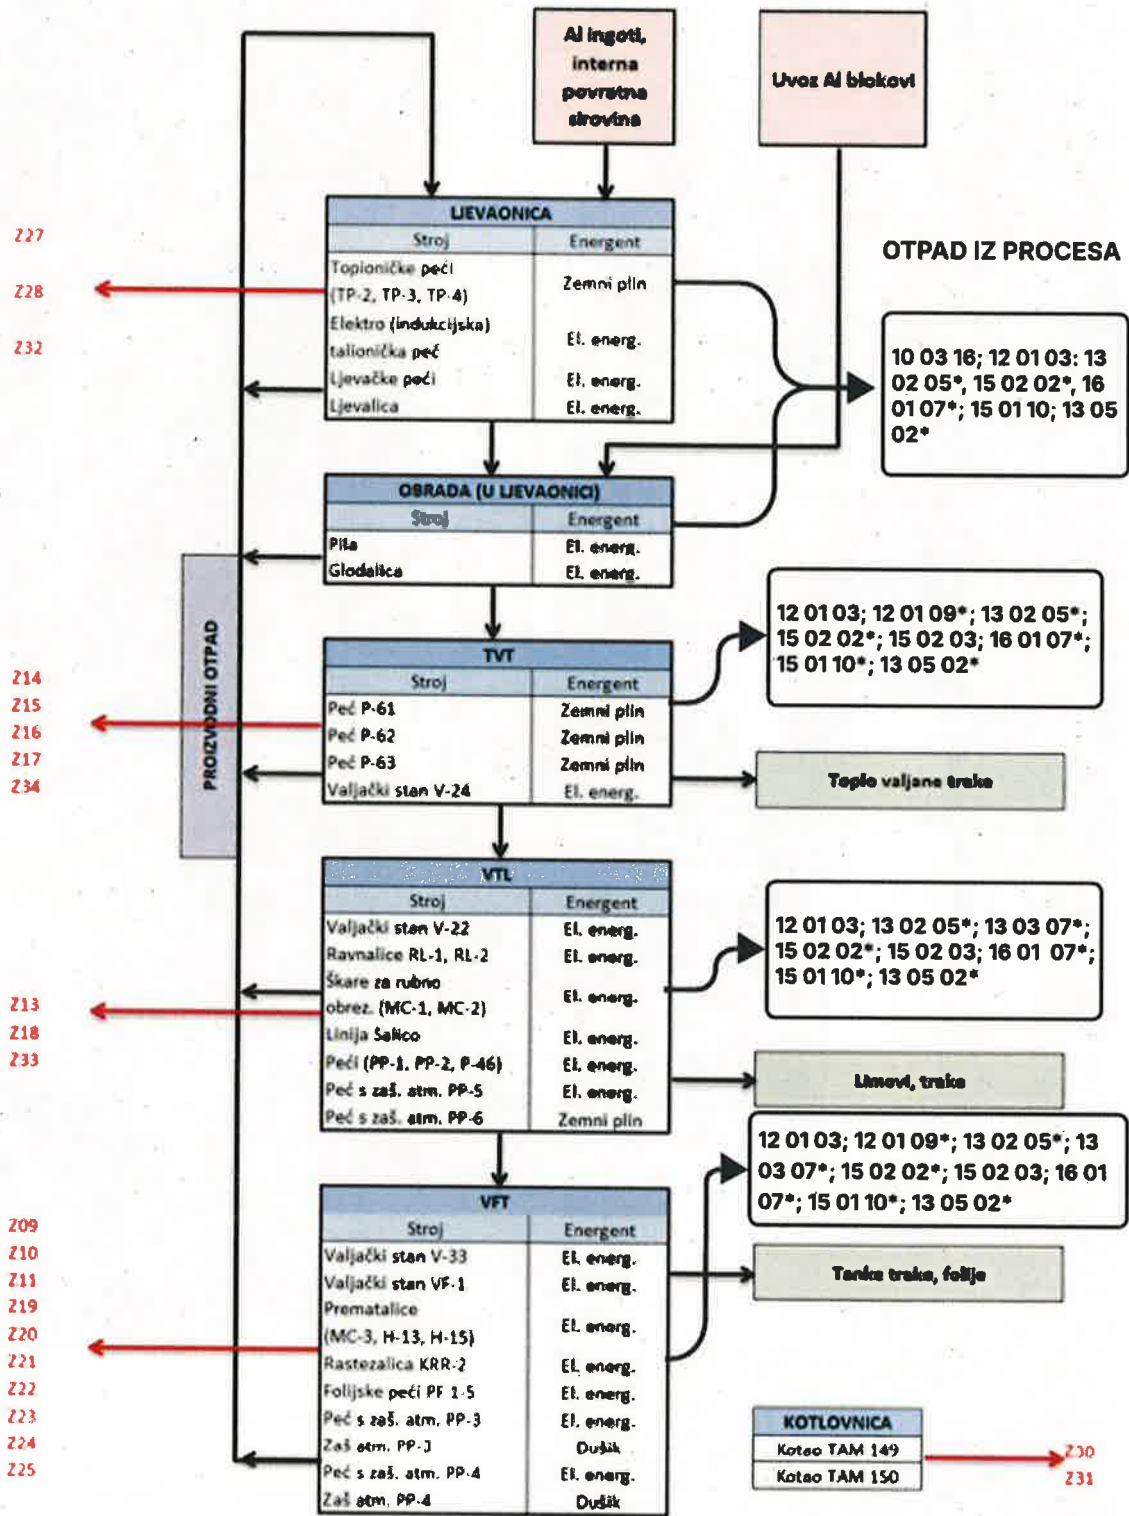 Al ingoti,
interna
povratna
sirovina
Uvoz Al blokovi
LJEVAONICA
Stroj Energent
Topioničke peći
(TP-2, TP-3, TP-4) Zemni plin
Elektro (indukcijska)
talionička peć El. energ.
Ljevačke peći El. energ.
Ljevalica El. energ.
Z27
Z28
Z32
OTPAD IZ PROCESA
10 03 16; 12 01 03: 13
02 05*, 15 02 02*, 16
01 07*; 15 01 10; 13 05
02*
OBRADA (U LJEVAONICI)
Stroj Energent
Pila El. energ.
Glodalica El. energ.
PROIZVODNI OTPAD
TVT
Stroj Energent
Peć P-61 Zemni plin
Peć P-62 Zemni plin
Peć P-63 Zemni plin
Valjački stan V-24 El. energ.
Z14
Z15
Z16
Z17
Z34
12 01 03; 12 01 09*; 13 02 05*;
15 02 02*; 15 02 03; 16 01 07*;
15 01 10*; 13 05 02*
Toplo valjane trake
VTL
Stroj Energent
Valjački stan V-22 El. energ.
Ravnalice RL-1, RL-2 El. energ.
Škare za rubno
obrez. (MC-1, MC-2) El. energ.
Linija Salico El. energ.
Peći (PP-1, PP-2, P-46) El. energ.
Peć s zaš. atm. PP-5 El. energ.
Peć s zaš. atm. PP-6 Zemni plin
Z13
Z18
Z33
12 01 03; 13 02 05*; 13 03 07*;
15 02 02*; 15 02 03; 16 01 07*;
15 01 10*; 13 05 02*
Limovi, trake
VFT
Stroj Energent
Valjački stan V-33 El. energ.
Valjački stan VF-1 El. energ.
Prematalice
(MC-3, H-13, H-15) El. energ.
Rastezalica KRR-2 El. energ.
Folijske peći PF 1-5 El. energ.
Peć s zaš. atm. PP-3 El. energ.
Zaš atm. PP-3 Dušik
Peć s zaš. atm. PP-4 El. energ.
Zaš atm. PP-4 Dušik
Z09
Z10
Z11
Z19
Z20
Z21
Z22
Z23
Z24
Z25
12 01 03; 12 01 09*; 13 02 05*; 13
03 07*; 15 02 02*; 15 02 03; 16 01
07*; 15 01 10*; 13 05 02*
Tanke trake, folije
KOTLOVNICA
Kotao TAM 149
Kotao TAM 150
Z30
Z31